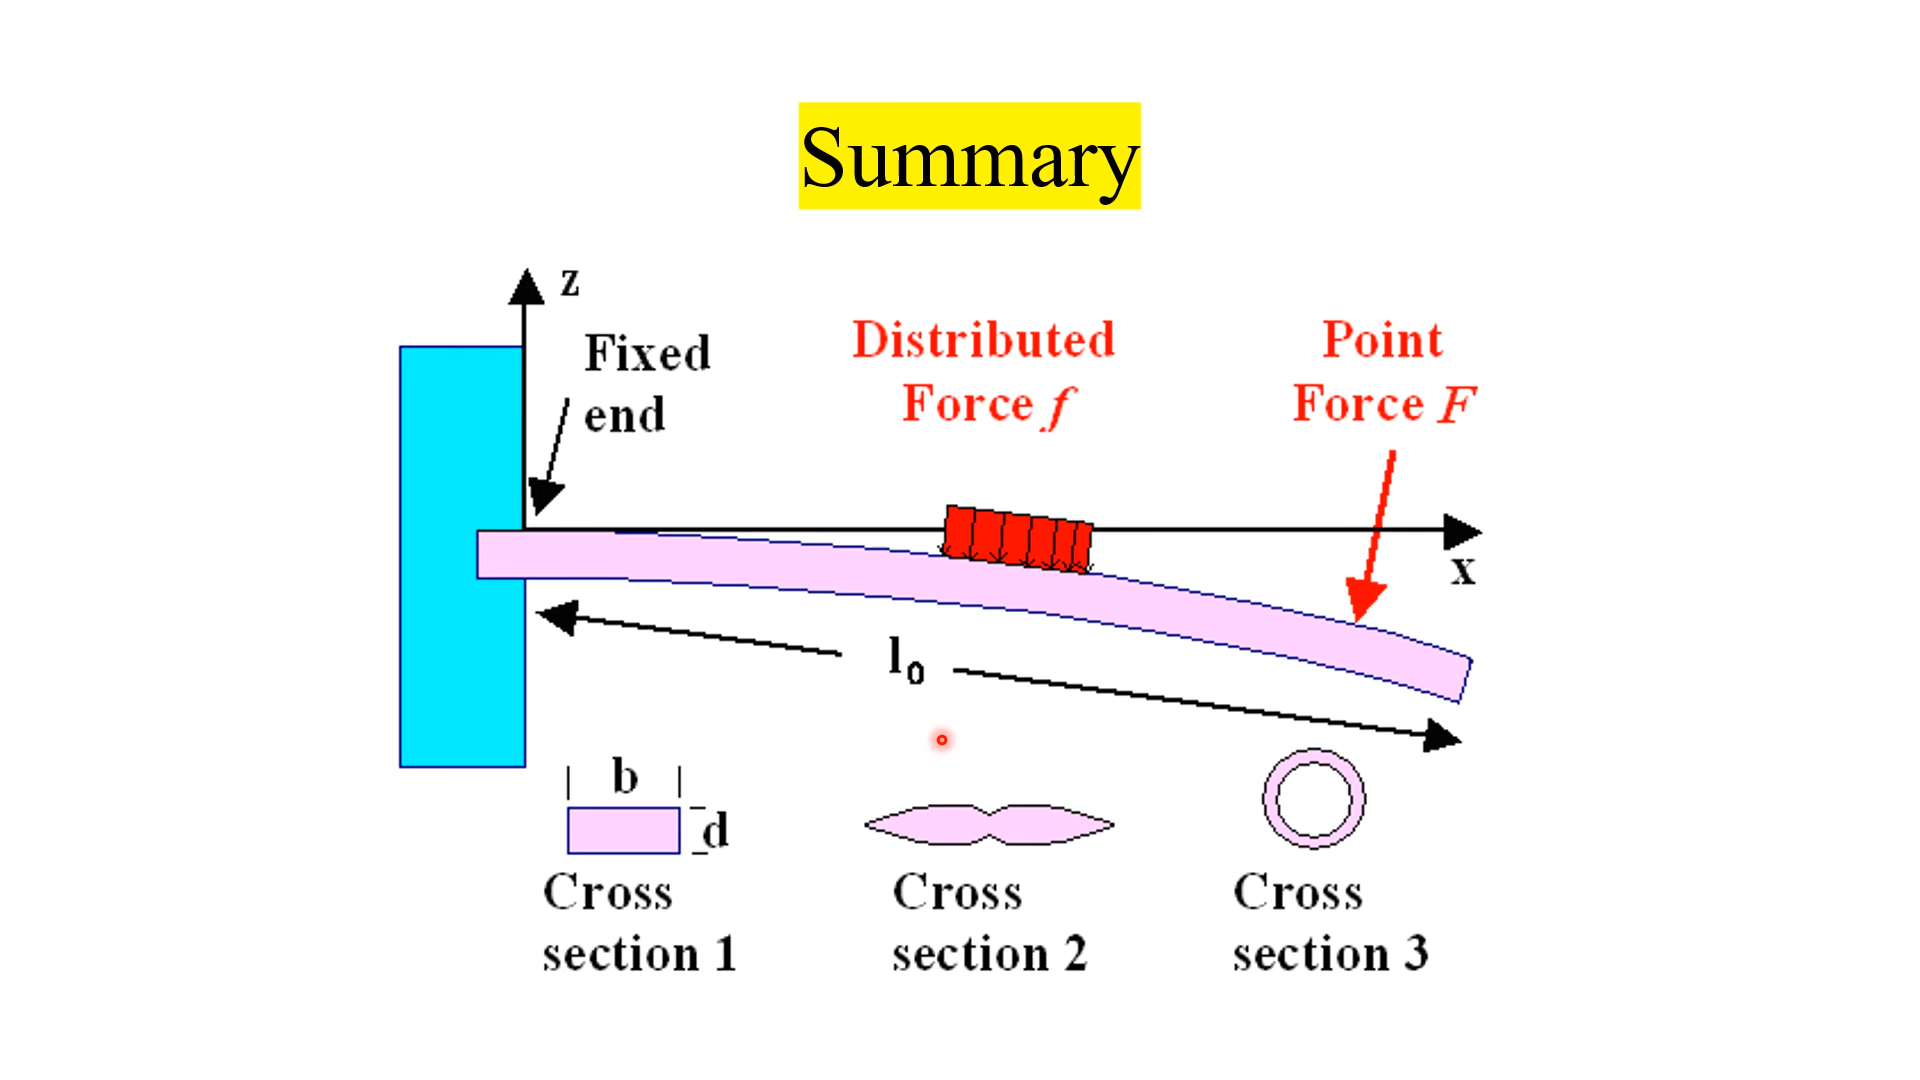 Summary
z
Fixed
end
Distributed
Force f
Point
Force F
x
l₀
b
d
Cross
section 1
Cross
section 2
Cross
section 3